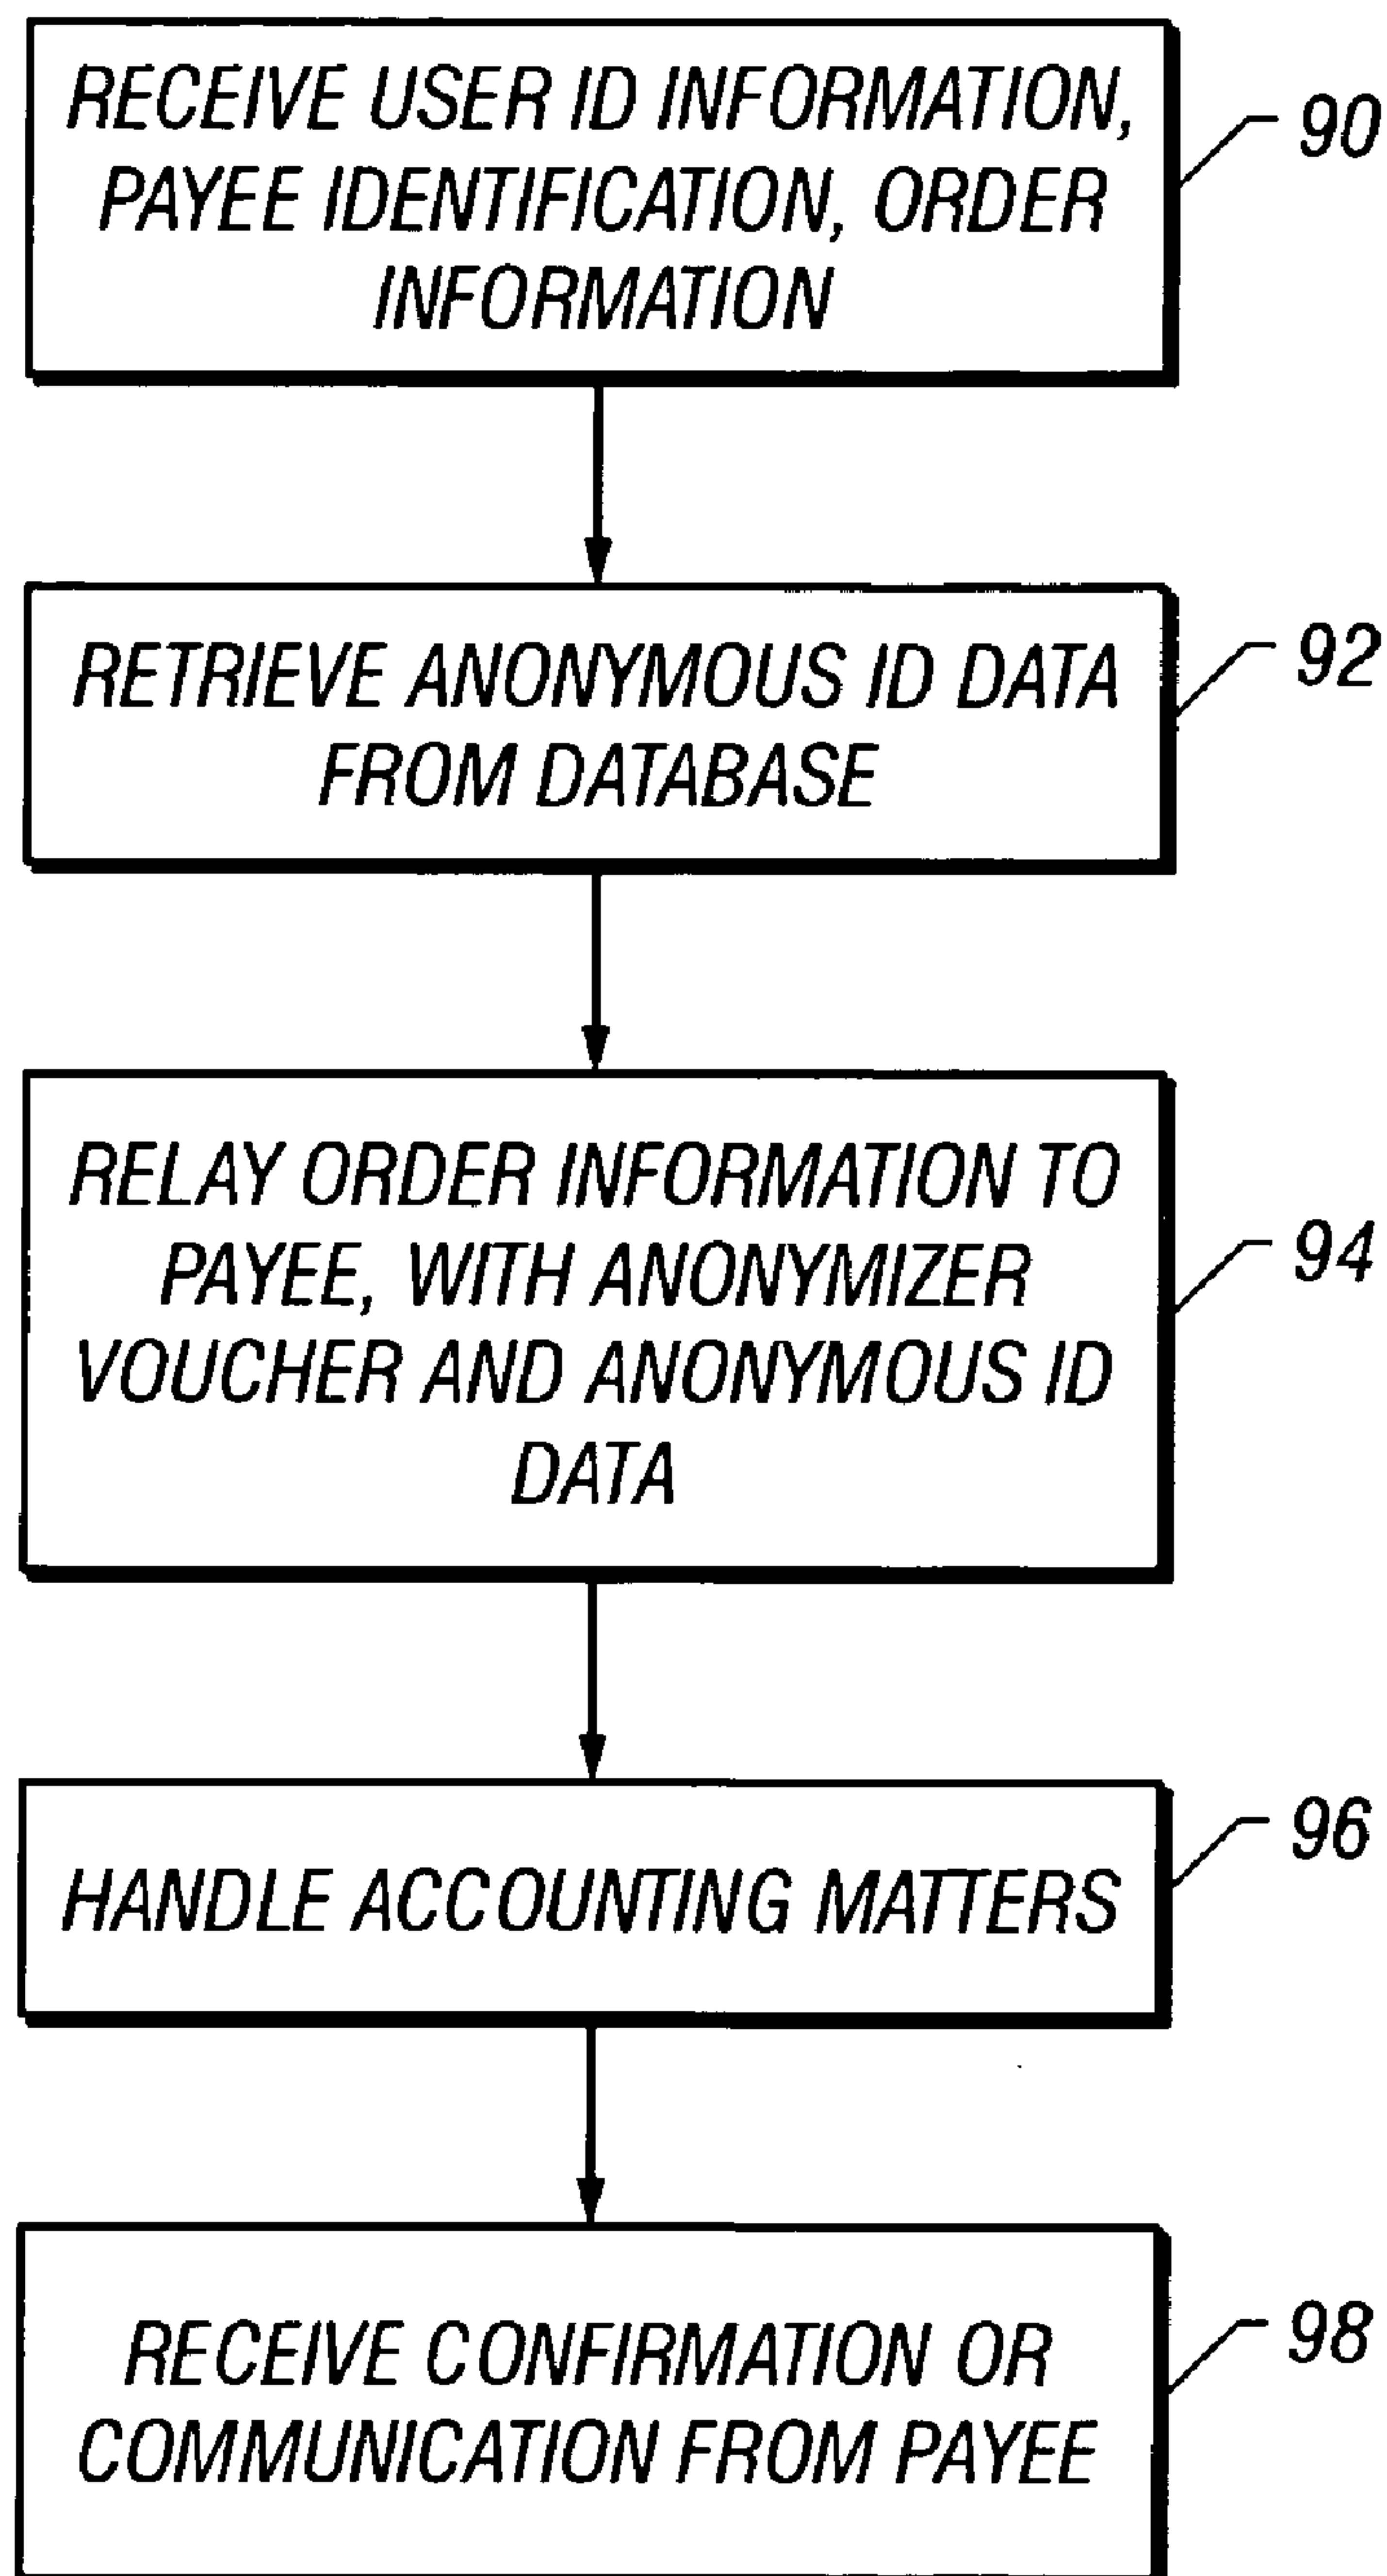 RECEIVE USER ID INFORMATION,
PAYEE IDENTIFICATION, ORDER
INFORMATION
90
RETRIEVE ANONYMOUS ID DATA
FROM DATABASE
92
RELAY ORDER INFORMATION TO
PAYEE, WITH ANONYMIZER
VOUCHER AND ANONYMOUS ID
DATA
94
HANDLE ACCOUNTING MATTERS
96
RECEIVE CONFIRMATION OR
COMMUNICATION FROM PAYEE
98